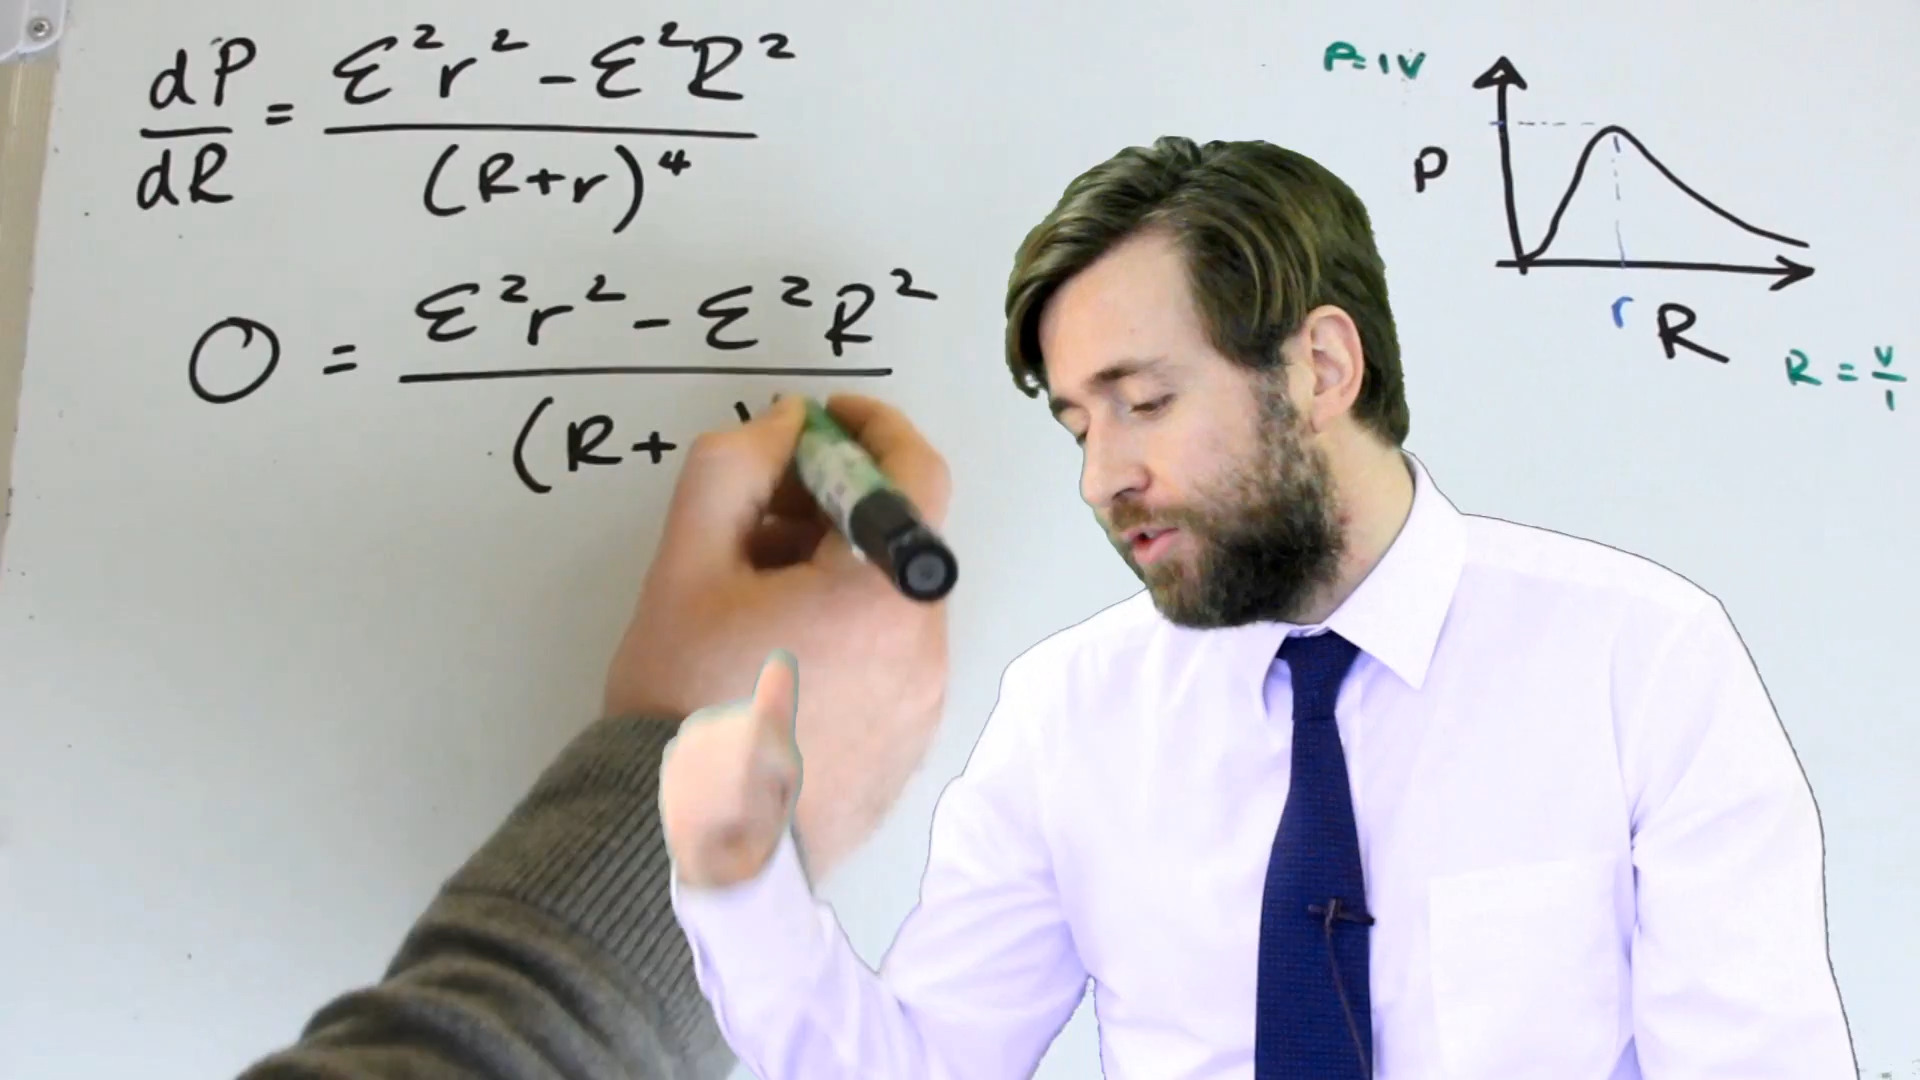 dP/dR = ε²r² - ε²R² / (R+r)⁴
0 = ε²r² - ε²R² / (R+
P=IV
P
r
R
R = V/I